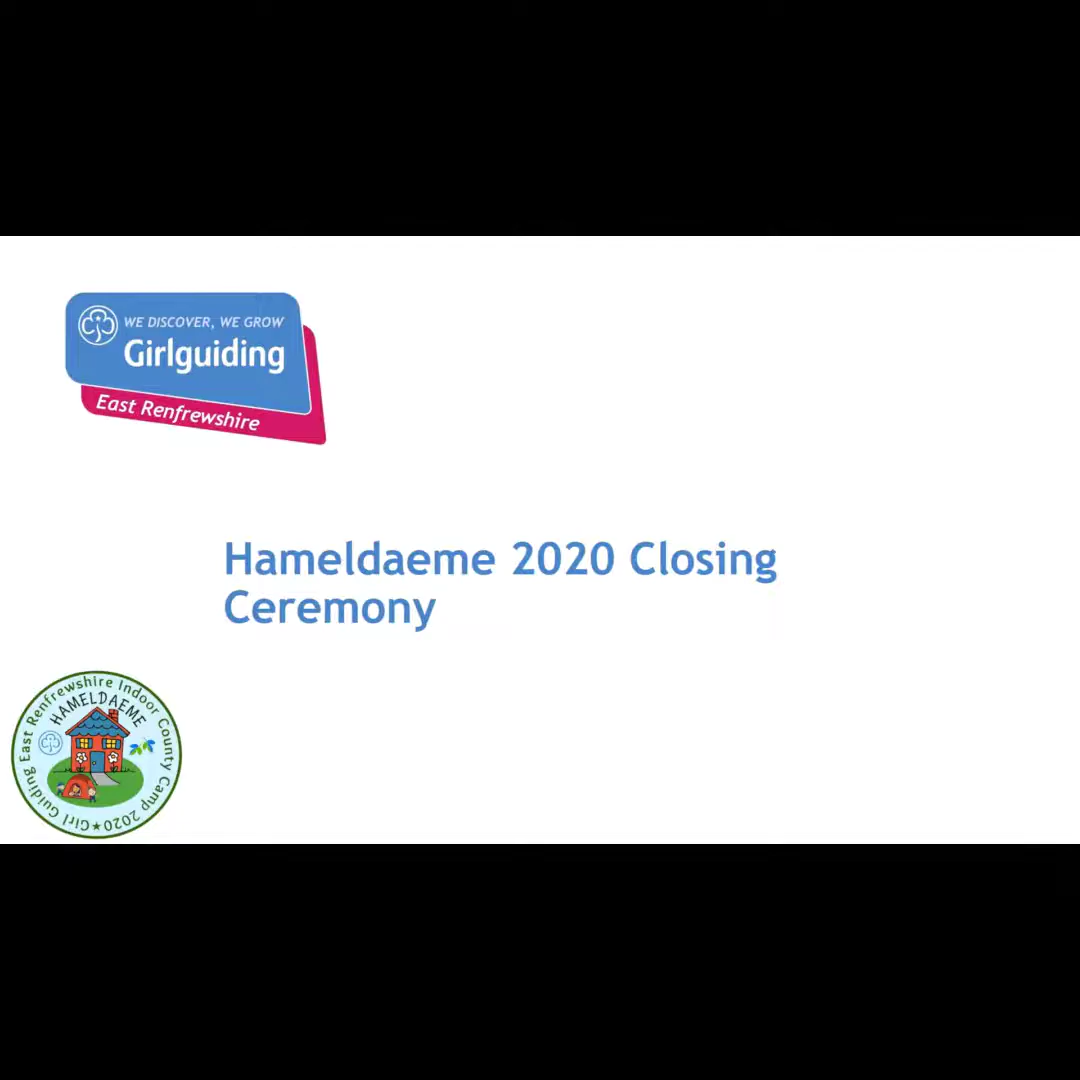 WE DISCOVER, WE GROW
Girlguiding
East Renfrewshire
Hameldaeme 2020 Closing
Ceremony
HAMELDAEME
Girl Guiding East Renfrewshire Indoor County Camp 2020